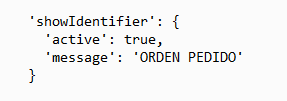 'showIdentifier': {
'active': true,
'message': 'ORDEN PEDIDO'
}